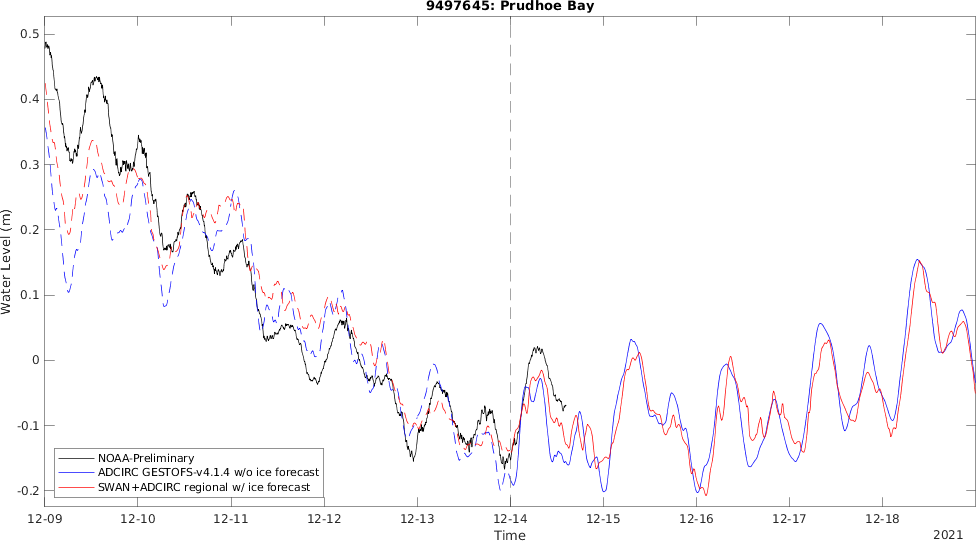 9497645: Prudhoe Bay
0.5
0.4
0.3
0.2
0.1
0
-0.1
-0.2
Water Level (m)
NOAA-Preliminary
ADCIRC GESTOFS-v4.1.4 w/o ice forecast
SWAN+ADCIRC regional w/ ice forecast
12-09 12-10 12-11 12-12 12-13 12-14 12-15 12-16 12-17 12-18
Time
2021